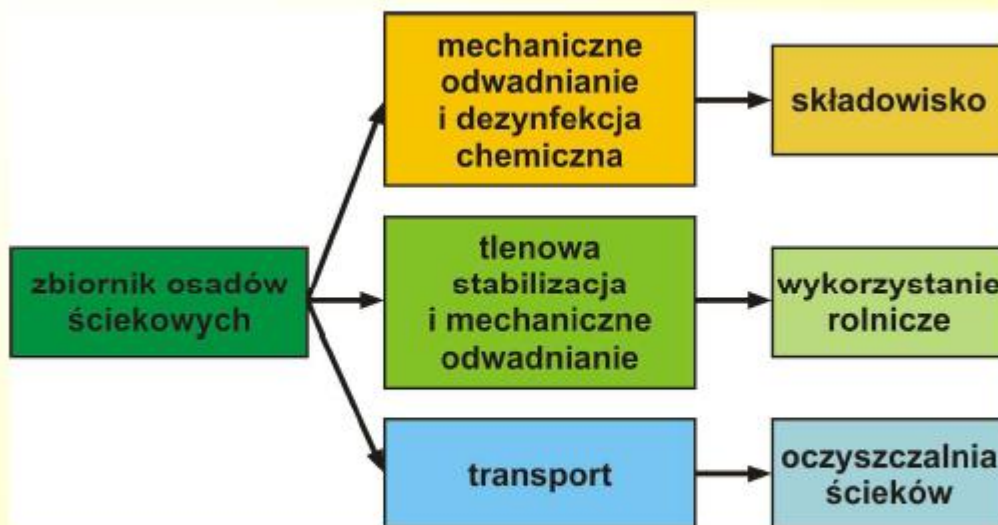 mechaniczne
odwadnianie
i dezynfekcja
chemiczna
składowisko
zbiornik osadów
ściekowych
tlenowa
stabilizacja
i mechaniczne
odwadnianie
wykorzystanie
rolnicze
transport
oczyszczalnia
ścieków